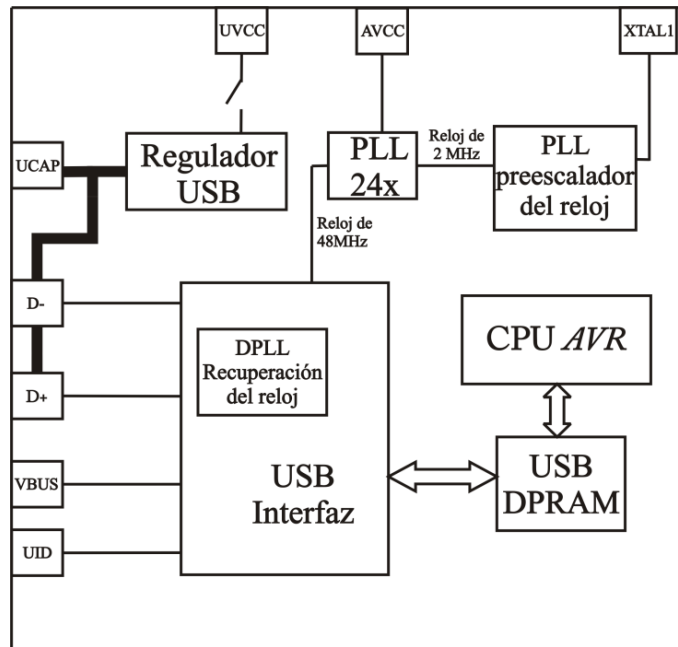 UVCC
AVCC
XTAL1
UCAP
Regulador
USB
PLL
24x
Reloj de
2 MHz
PLL
preescalador
del reloj
Reloj de
48MHz
D-
D+
VBUS
UID
DPLL
Recuperación
del reloj
USB
Interfaz
CPU AVR
USB
DPRAM